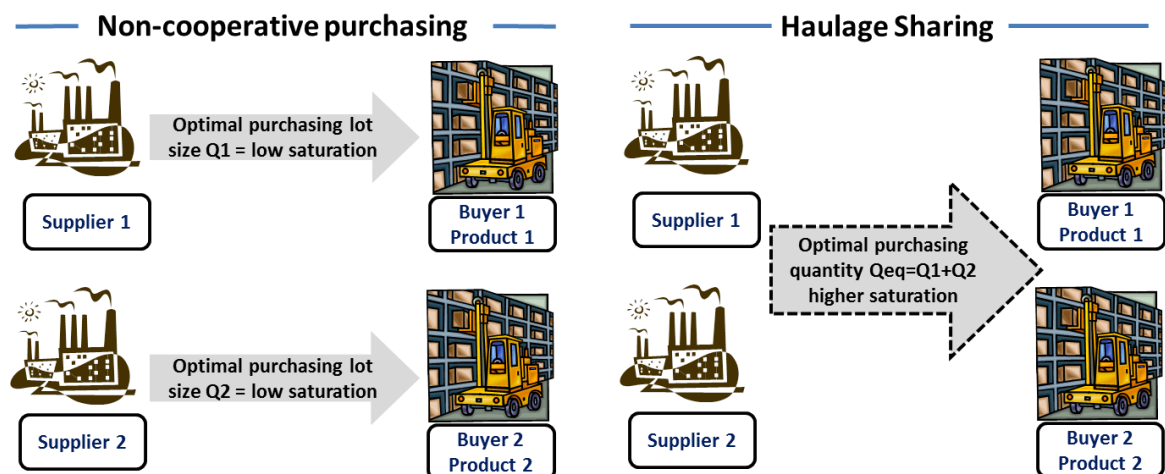 Non-cooperative purchasing
Optimal purchasing lot
size Q1 = low saturation
Supplier 1
Buyer 1
Product 1
Optimal purchasing lot
size Q2 = low saturation
Supplier 2
Buyer 2
Product 2
Haulage Sharing
Supplier 1
Buyer 1
Product 1
Optimal purchasing
quantity Qeq=Q1+Q2
higher saturation
Supplier 2
Buyer 2
Product 2